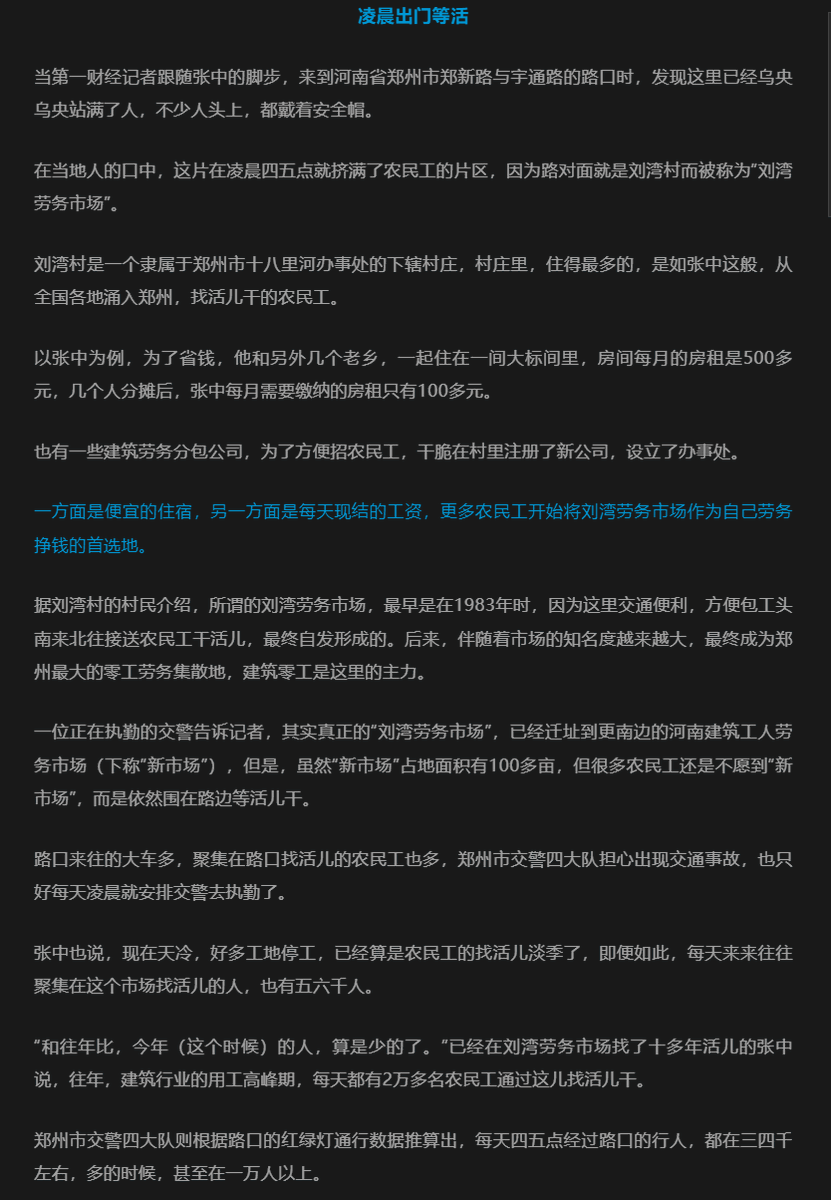 凌晨出门等活
当第一财经记者跟随张中的脚步，来到河南省郑州市郑新路与宇通路的路口时，发现这里已经乌央
乌央站满了人，不少人头上，都戴着安全帽。
在当地人的口中，这片在凌晨四五点就挤满了农民工的片区，因为路对面就是刘湾村而被称为"刘湾
劳务市场"。
刘湾村是一个隶属于郑州市十八里河办事处的下辖村庄，村庄里，住得最多的，是如张中这般，从
全国各地涌入郑州，找活儿干的农民工。
以张中为例，为了省钱，他和另外几个老乡，一起住在一间大标间里，房间每月的房租是500多
元，几个人分摊后，张中每月需要缴纳的房租只有100多元。
也有一些建筑劳务分包公司，为了方便招农民工，干脆在村里注册了新公司，设立了办事处。
一方面是便宜的住宿，另一方面是每天现结的工资，更多农民工开始将刘湾劳务市场作为自己劳务
挣钱的首选地。
据刘湾村的村民介绍，所谓的刘湾劳务市场，最早是在1983年时，因为这里交通便利，方便包工头
南来北往接送农民工干活儿，最终自发形成的。后来，伴随着市场的知名度越来越大，最终成为郑
州最大的零工劳务集散地，建筑零工是这里的主力。
一位正在执勤的交警告诉记者，其实真正的"刘湾劳务市场"，已经迁址到更南边的河南建筑工人劳
务市场（下称"新市场"），但是，虽然"新市场"占地面积有100多亩，但很多农民工还是不愿到"新
市场"，而是依然围在路边等活儿干。
路口来往的大车多，聚集在路口找活儿的农民工也多，郑州市交警四大队担心出现交通事故，也只
好每天凌晨就安排交警去执勤了。
张中也说，现在天冷，好多工地停工，已经算是农民工的找活儿淡季了，即便如此，每天来来往往
聚集在这个市场找活儿的人，也有五六千人。
"和往年比，今年（这个时候）的人，算是少的了。"已经在刘湾劳务市场找了十多年活儿的张中
说，往年，建筑行业的用工高峰期，每天都有2万多名农民工通过这儿找活儿干。
郑州市交警四大队则根据路口的红绿灯通行数据推算出，每天四五点经过路口的行人，都在三四千
左右，多的时候，甚至在一万人以上。